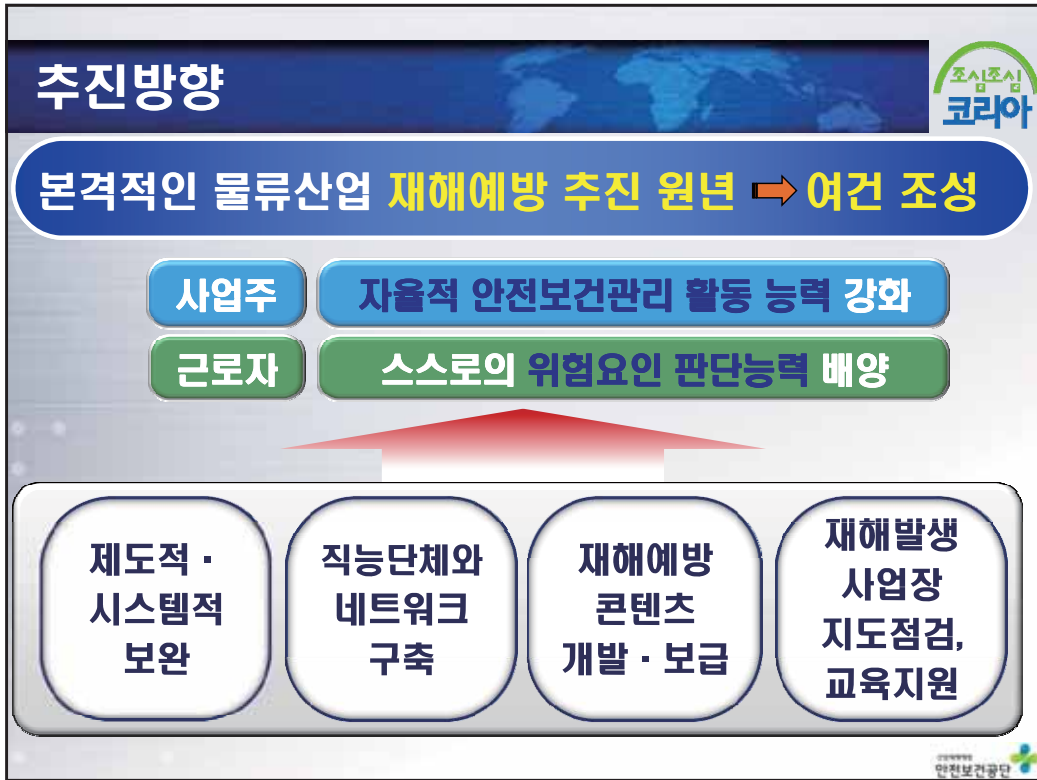 추진방향
조심조심
코리아
본격적인 물류산업 재해예방 추진 원년 ➡ 여건 조성
사업주 자율적 안전보건관리 활동 능력 강화
근로자 스스로의 위험요인 판단능력 배양
제도적 ·
시스템적
보완
직능단체와
네트워크
구축
재해예방
콘텐츠
개발 · 보급
재해발생
사업장
지도점검,
교육지원
안전보건공단